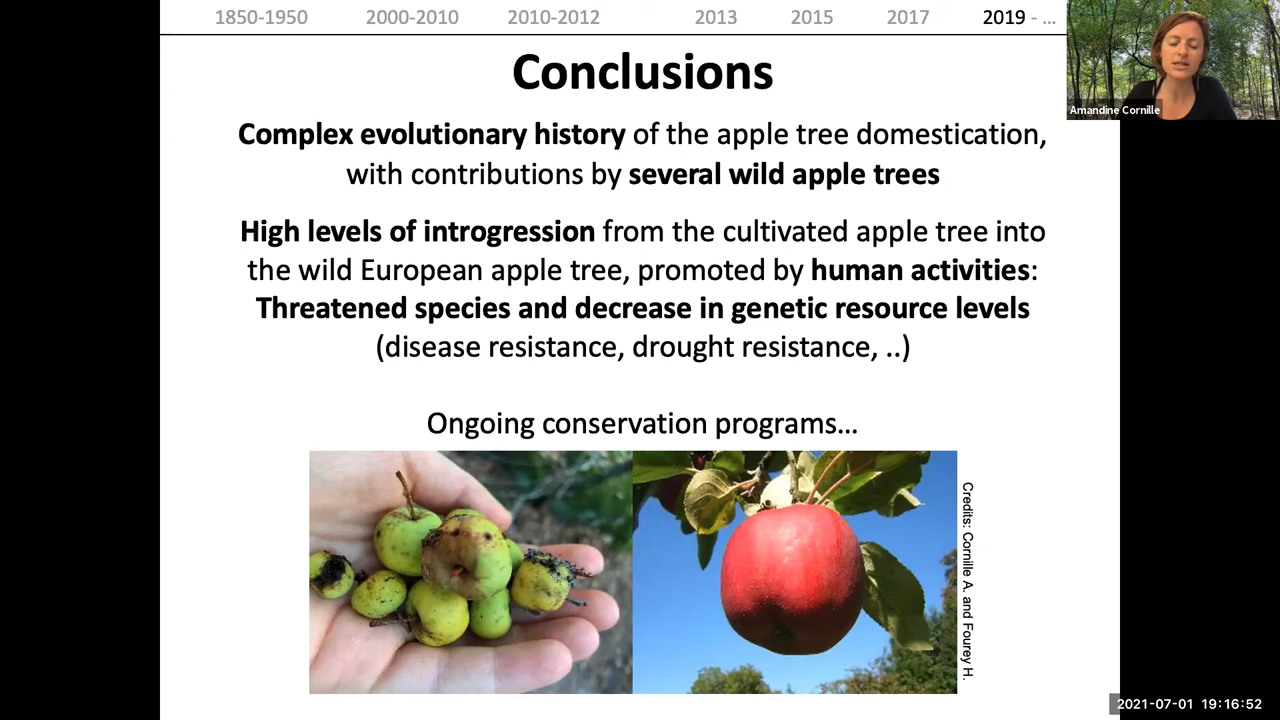 1850-1950 2000-2010 2010-2012 2013 2015 2017 2019 - ...
Amandine Cornille
Conclusions
Complex evolutionary history of the apple tree domestication,
with contributions by several wild apple trees
High levels of introgression from the cultivated apple tree into
the wild European apple tree, promoted by human activities:
Threatened species and decrease in genetic resource levels
(disease resistance, drought resistance, ..)
Ongoing conservation programs...
Credits: Cornille A. and Fourey H.
2021-07-01 19:16:52